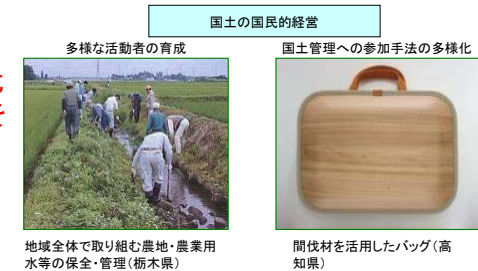 国土の国民的経営
多様な活動者の育成
国土管理への参加手法の多様化
地域全体で取り組む農地・農業用
水等の保全・管理(栃木県)
間伐材を活用したバッグ(高
知県)